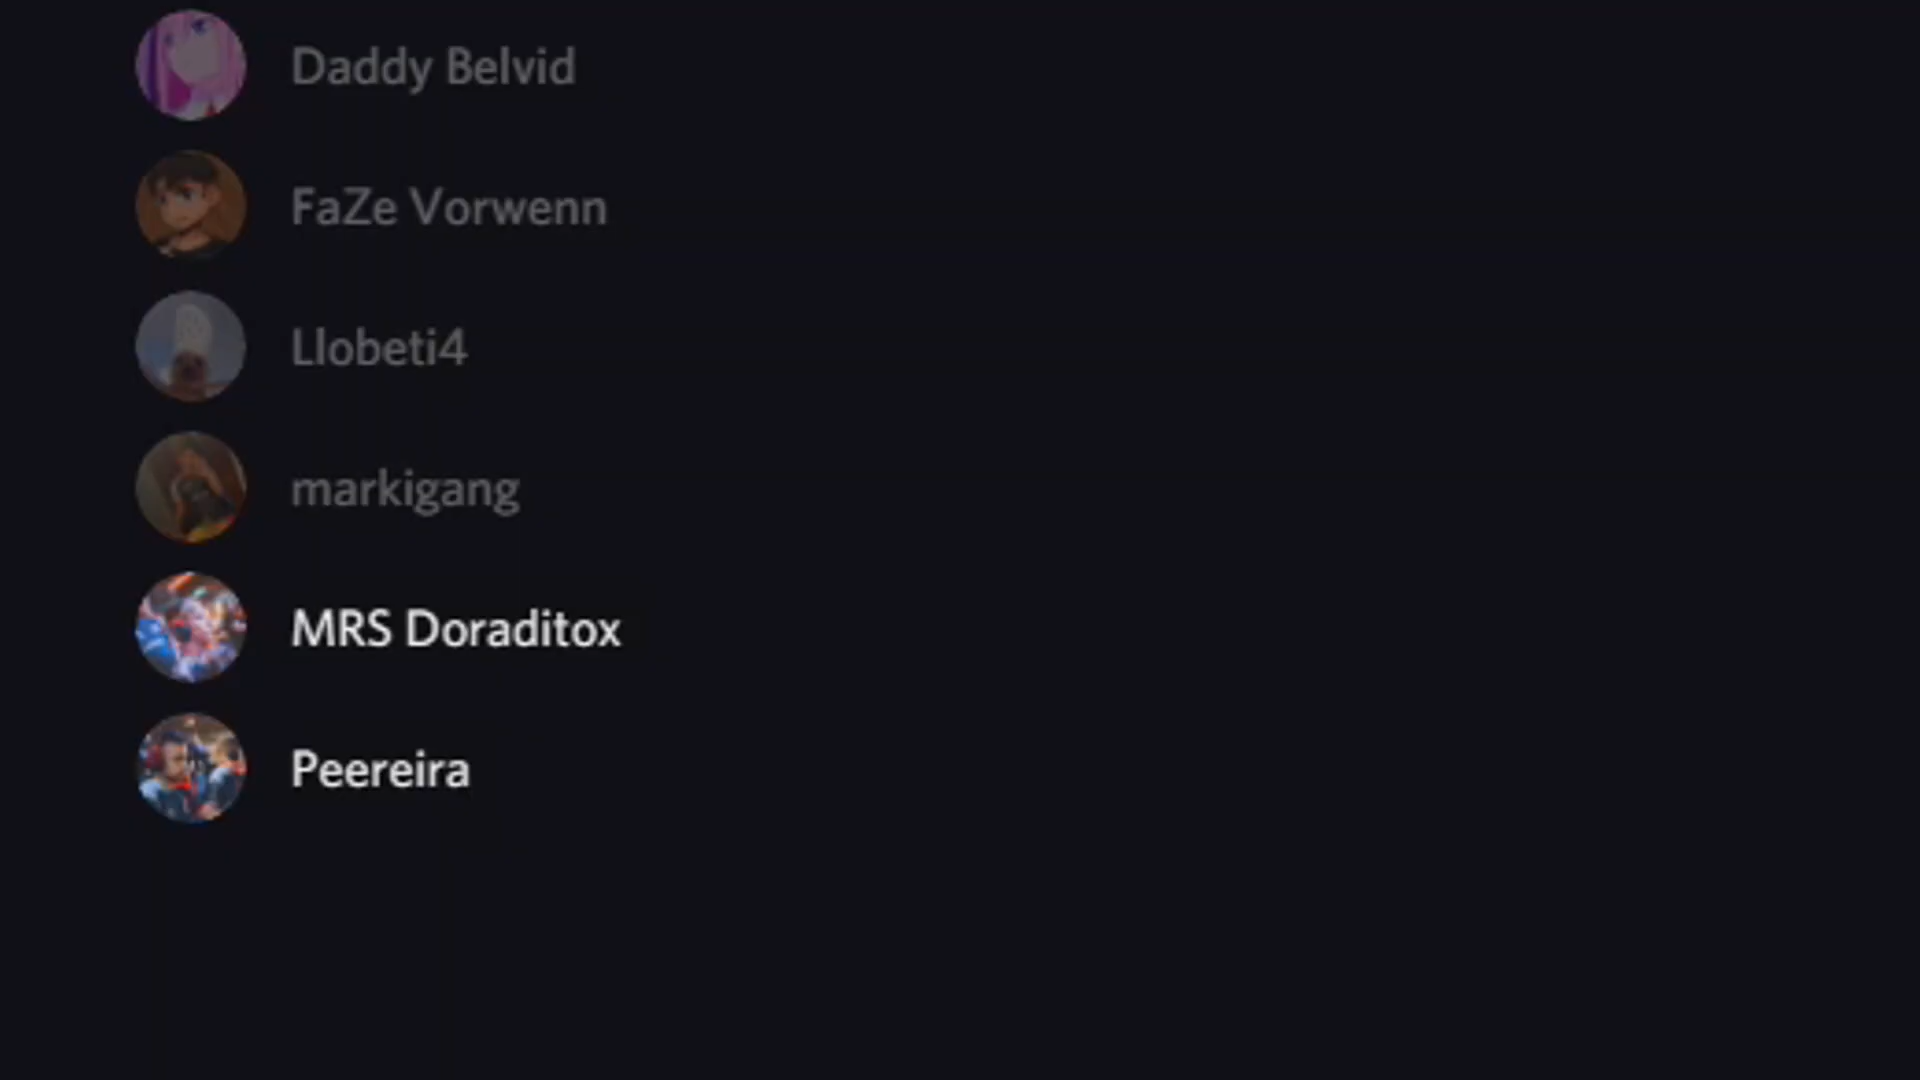 Daddy Belvid
FaZe Vorwenn
Llobeti4
markigang
MRS Doraditox
Peereira